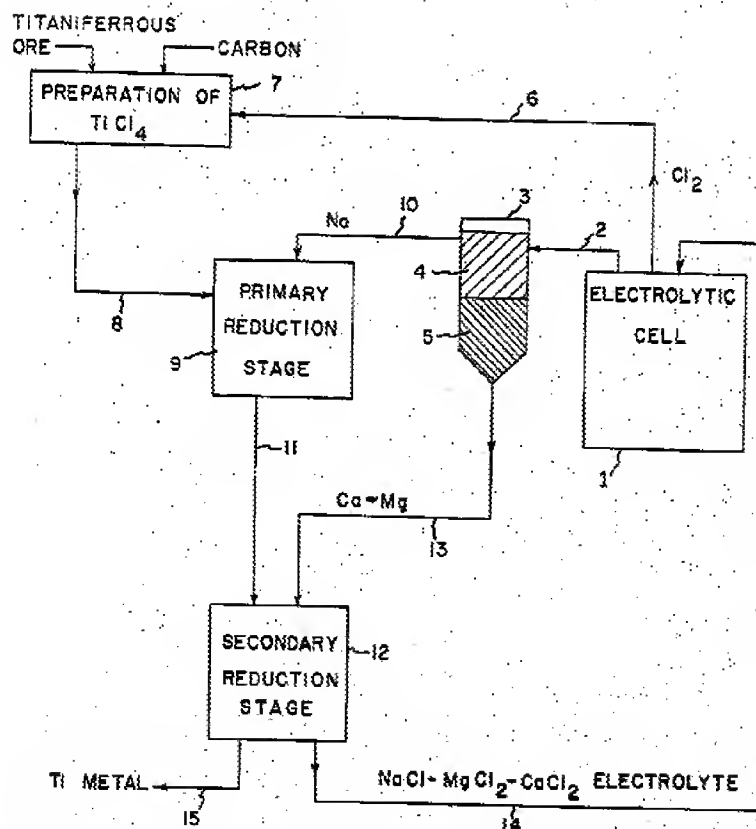 TITANIFERROUS
ORE
CARBON
7
PREPARATION OF
TiCl4
6
Cl2
3
10
Na
2
4
8
PRIMARY
REDUCTION
STAGE
9
5
ELECTROLYTIC
CELL
1
11
Ca-Mg
13
SECONDARY
REDUCTION
STAGE
12
Ti METAL
15
NaCl-MgCl2-CaCl2 ELECTROLYTE
14